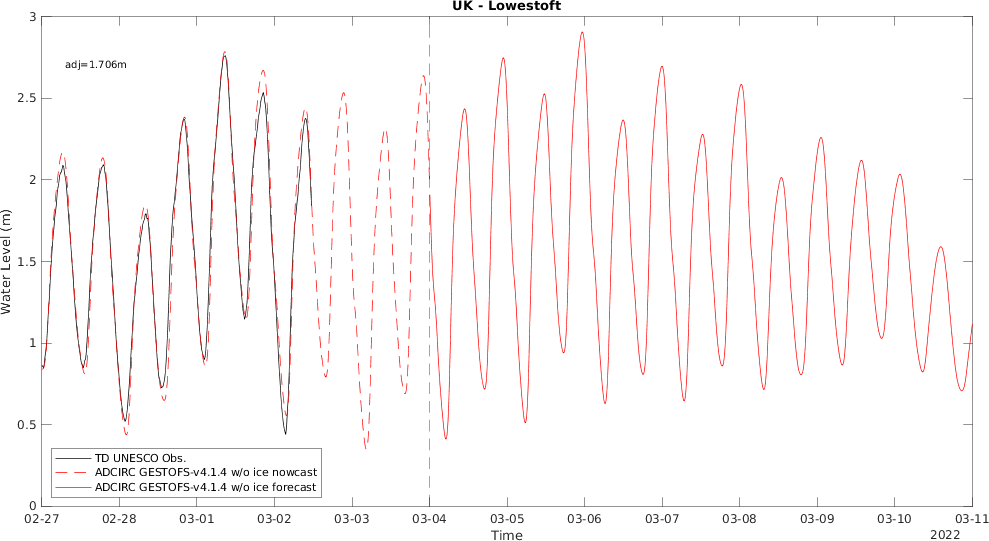 UK - Lowestoft
adj=1.706m
Water Level (m)
3
2.5
2
1.5
1
0.5
0
TD UNESCO Obs.
ADCIRC GESTOFS-v4.1.4 w/o ice nowcast
ADCIRC GESTOFS-v4.1.4 w/o ice forecast
02-27 02-28 03-01 03-02 03-03 03-04 03-05 03-06 03-07 03-08 03-09 03-10 03-11
Time
2022